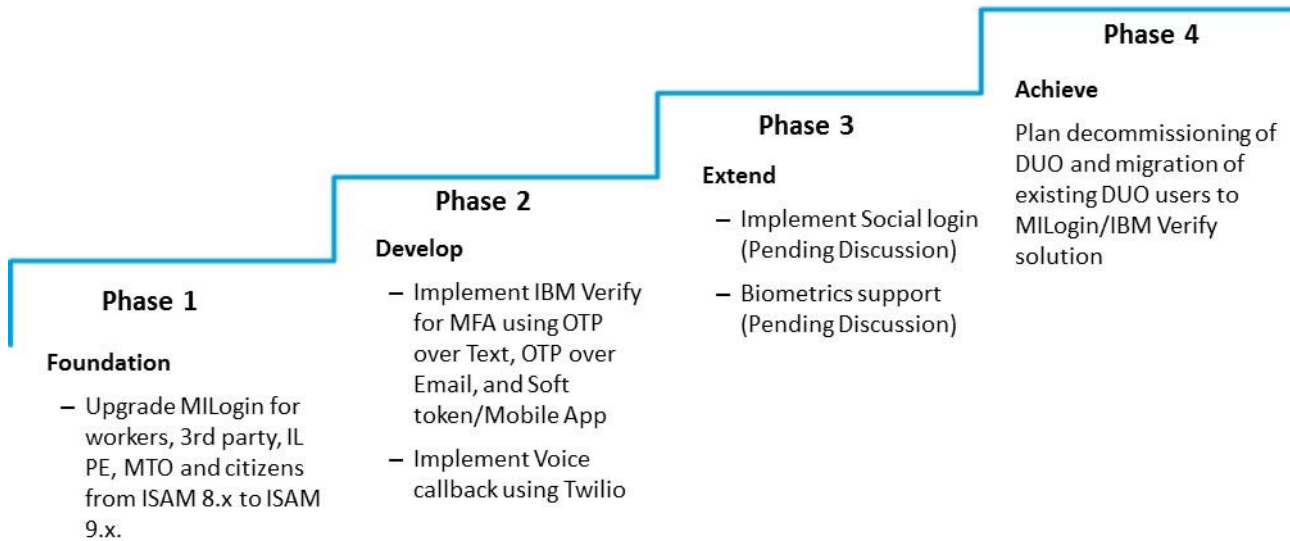 Phase 1
Foundation
– Upgrade MILogin for
workers, 3rd party, IL
PE, MTO and citizens
from ISAM 8.x to ISAM
9.x.
Phase 2
Develop
– Implement IBM Verify
for MFA using OTP
over Text, OTP over
Email, and Soft
token/Mobile App
– Implement Voice
callback using Twilio
Phase 3
Extend
– Implement Social login
(Pending Discussion)
– Biometrics support
(Pending Discussion)
Phase 4
Achieve
Plan decommissioning of
DUO and migration of
existing DUO users to
MILogin/IBM Verify
solution